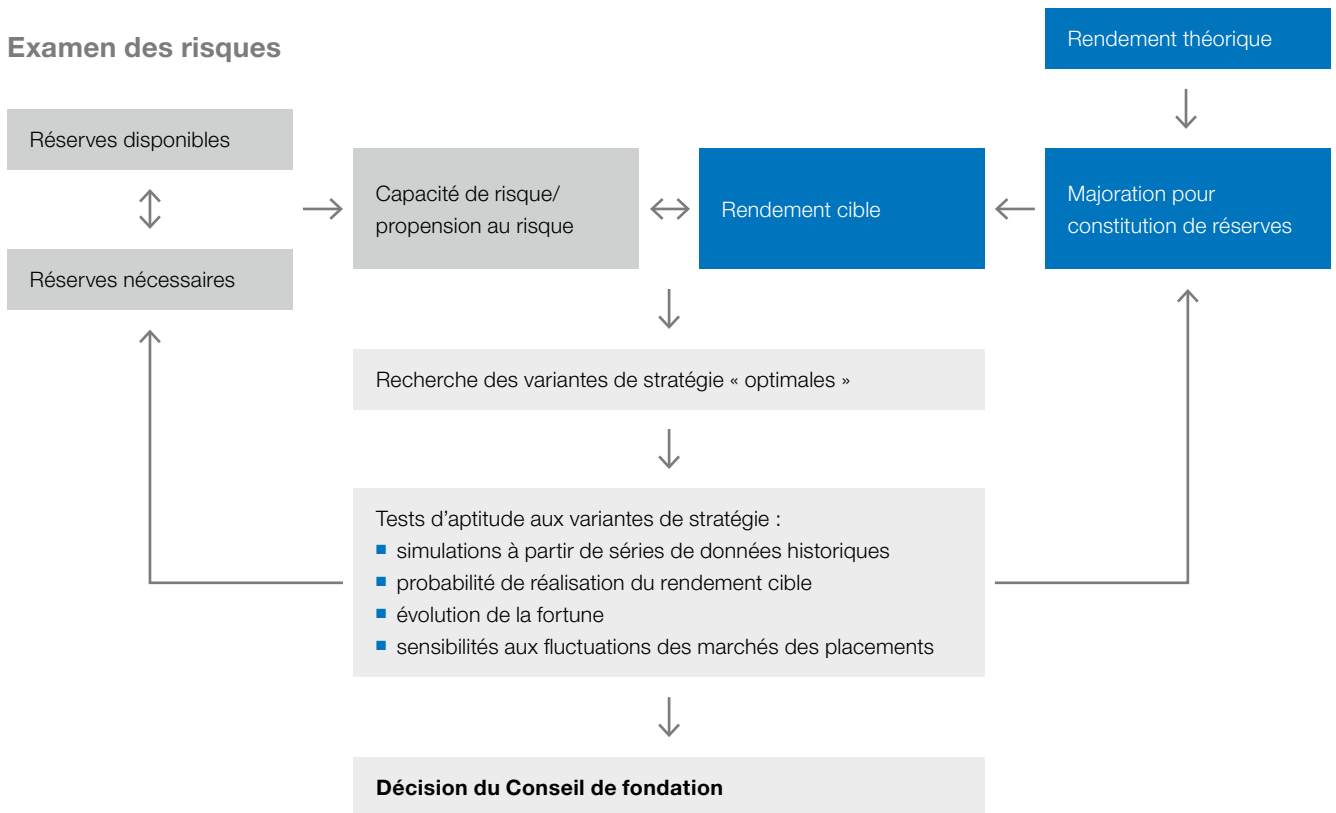 Examen des risques
Rendement théorique
Réserves disponibles
Réserves nécessaires
Capacité de risque/
propension au risque
Rendement cible
Majoration pour
constitution de réserves
Recherche des variantes de stratégie « optimales »
Tests d’aptitude aux variantes de stratégie :
simulations à partir de séries de données historiques
probabilité de réalisation du rendement cible
évolution de la fortune
sensibilités aux fluctuations des marchés des placements
Décision du Conseil de fondation